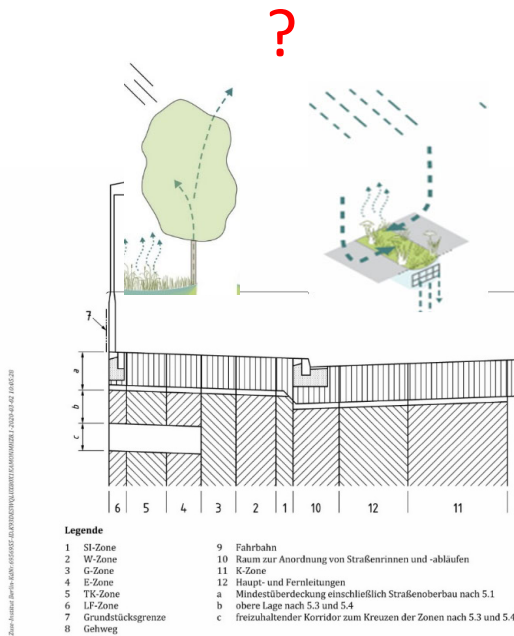 ?
7
a
b
c
6 5 4 3 2 1 10 12 11
Legende
1 SI-Zone
2 W-Zone
3 G-Zone
4 E-Zone
5 TK-Zone
6 LF-Zone
7 Grundstücksgrenze
8 Gehweg
9 Fahrbahn
10 Raum zur Anordnung von Straßenrinnen und -abläufen
11 K-Zone
12 Haupt- und Fernleitungen
a Mindestüberdeckung einschließlich Straßenoberbau nach 5.1
b obere Lage nach 5.3 und 5.4
c freizuhaltender Korridor zum Kreuzen der Zonen nach 5.3 und 5.4